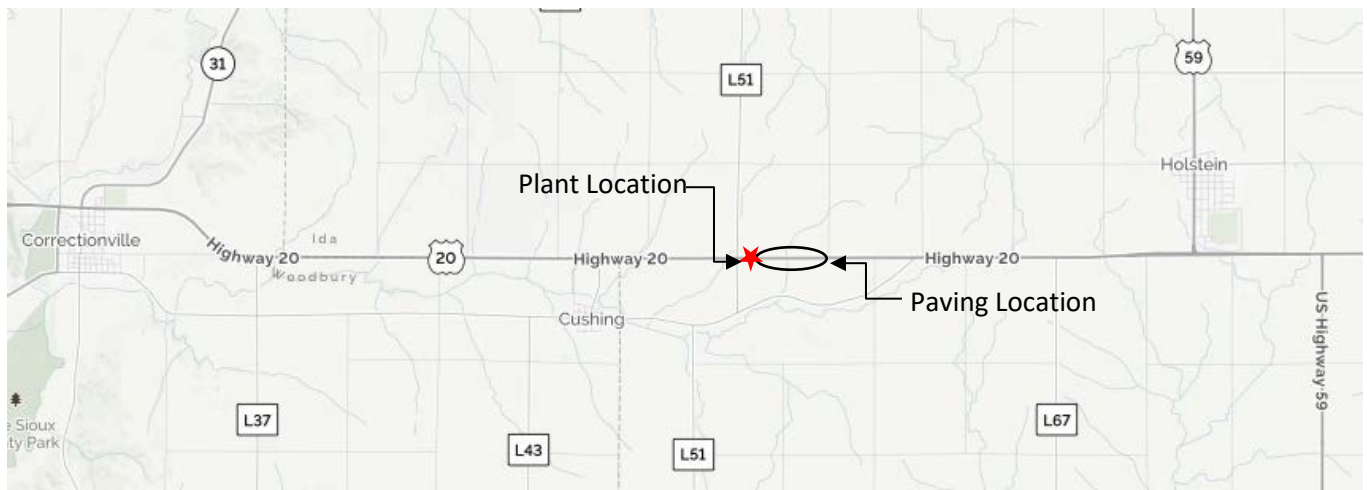 31
L51
59
Holstein
Plant Location
Correctionville
Highway 20
Ida
Woodbury
20
Highway 20
Highway 20
Paving Location
Cushing
US Highway 59
L37
L43
L51
L67
Sioux
Park